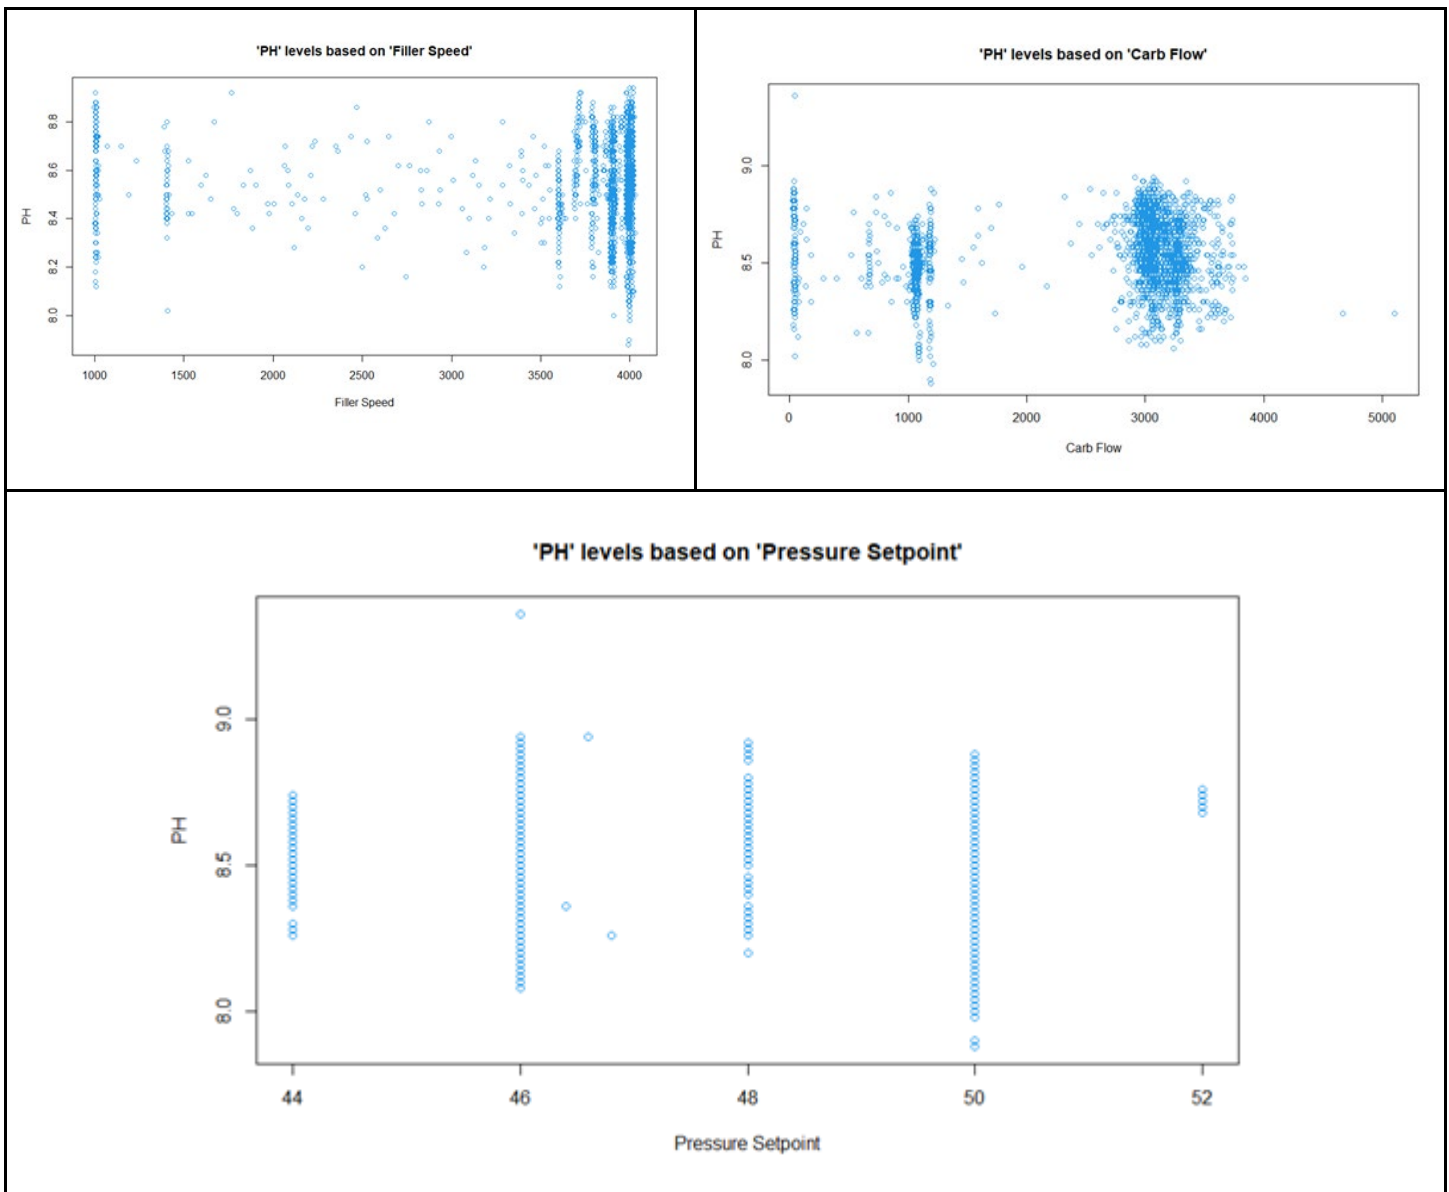 'PH' levels based on 'Filler Speed'
PH
8.8
8.6
8.4
8.2
8.0
1000 1500 2000 2500 3000 3500 4000
Filler Speed
'PH' levels based on 'Carb Flow'
PH
9.0
8.5
8.0
0 1000 2000 3000 4000 5000
Carb Flow
'PH' levels based on 'Pressure Setpoint'
PH
9.0
8.5
8.0
44 46 48 50 52
Pressure Setpoint